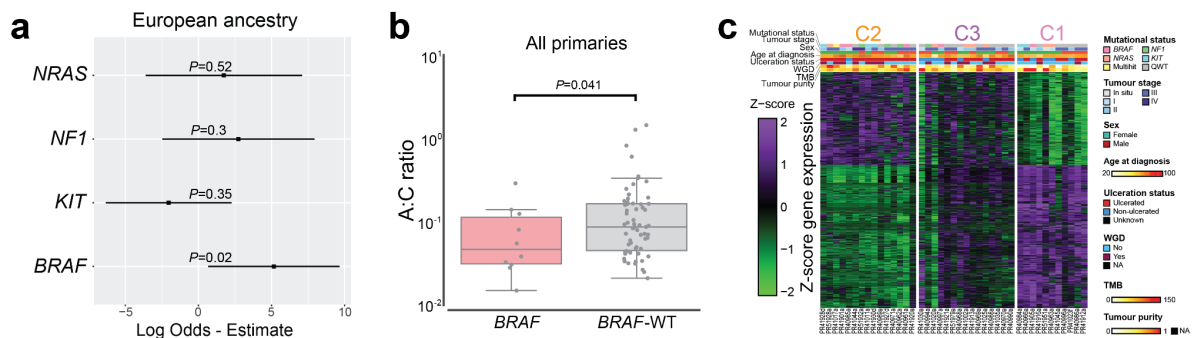 a
European ancestry
NRAS
P=0.52
NF1
P=0.3
KIT
P=0.35
BRAF
P=0.02
−5
0
5
10
Log Odds - Estimate
b
All primaries
P=0.041
A:C ratio
10¹
10⁰
10⁻¹
10⁻²
BRAF
BRAF-WT
c
C2
C3
C1
Mutational status
Tumour stage
Sex
Age at diagnosis
Ulceration status
WGD
TMB
Tumour purity
Z-score
2
1
0
−1
−2
Z-score gene expression
Mutational status
BRAF
NF1
NRAS
KIT
Multihit
QWT
Tumour stage
In situ
III
I
IV
II
Sex
Female
Male
Age at diagnosis
20
100
Ulceration status
Ulcerated
Non-ulcerated
Unknown
WGD
No
Yes
NA
TMB
0
150
Tumour purity
0
1
NA